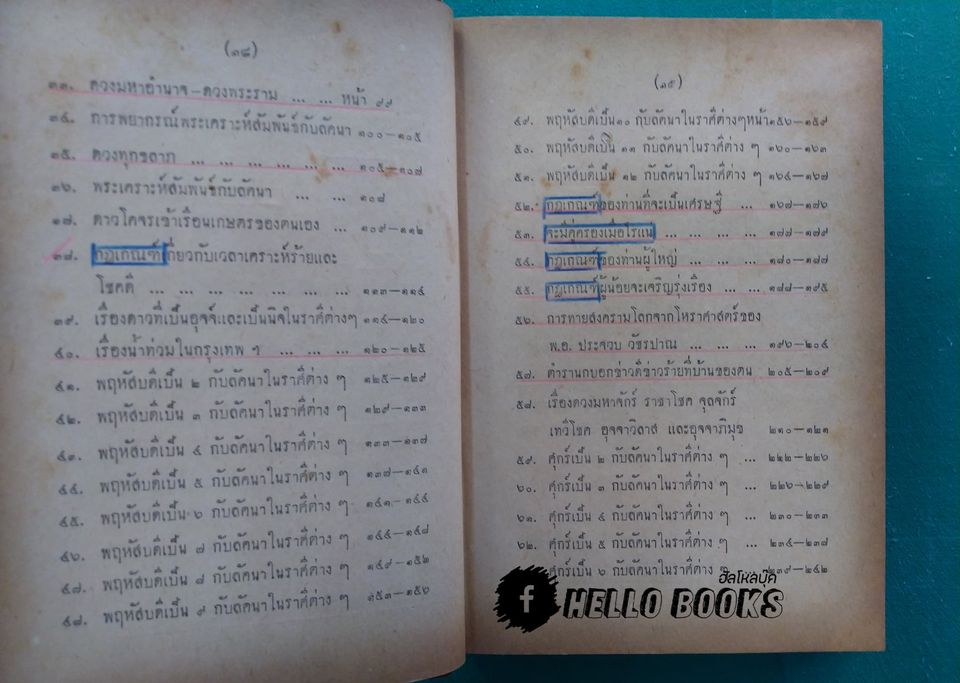 (๑๘)
๓๓. ดวงมหาอำนาจ–ดวงพระราม ... ... หน้า ๙๙
๓๔. การพยากรณ์พระเคราะห์สัมพันธ์กับลัคนา ๑๐๐–๑๐๕
๓๕. ดวงทุกขลาภ ... ... ... ... ... ... ๑๐๕–๑๐๘
๓๖. พระเคราะห์สัมพันธ์กับลัคนา ... ... ๑๐๘
๓๗. ดาวโคจรเข้าเรือนเกษตรของตนเอง ... ๑๐๙–๑๑๒
๓๘. กฎเกณฑ์เกี่ยวกับเวลาเคราะห์ร้ายและ
โชคดี ... ... ... ... ... ... ... ๑๑๓–๑๑๔
๓๙. เรื่องดาวที่เป็นอุจจ์และเป็นนิจในราศีต่างๆ ๑๑๔–๑๒๐
๔๐. เรื่องน้ำท่วมในกรุงเทพ ฯ ... ... ... ๑๒๐–๑๒๕
๔๑. พฤหัสบดีเป็น ๒ กับลัคนาในราศีต่าง ๆ ๑๒๕–๑๒๙
๔๒. พฤหัสบดีเป็น ๓ กับลัคนาในราศีต่าง ๆ ๑๒๙–๑๓๓
๔๓. พฤหัสบดีเป็น ๔ กับลัคนาในราศีต่าง ๆ ๑๓๓–๑๓๗
๔๔. พฤหัสบดีเป็น ๕ กับลัคนาในราศีต่าง ๆ ๑๓๗–๑๔๑
๔๕. พฤหัสบดีเป็น ๖ กับลัคนาในราศีต่าง ๆ ๑๔๑–๑๔๔
๔๖. พฤหัสบดีเป็น ๗ กับลัคนาในราศีต่าง ๆ ๑๔๔–๑๔๘
๔๗. พฤหัสบดีเป็น ๘ กับลัคนาในราศีต่าง ๆ ๑๔๙–๑๕๒
๔๘. พฤหัสบดีเป็น ๙ กับลัคนาในราศีต่าง ๆ ๑๕๓–๑๕๖
(๑๙)
๔๙. พฤหัสบดีเป็น๑๐ กับลัคนาในราศีต่างๆหน้า๑๕๖–๑๕๙
๕๐. พฤหัสบดีเป็น ๑๑ กับลัคนาในราศีต่าง ๆ ๑๖๐–๑๖๓
๕๑. พฤหัสบดีเป็น ๑๒ กับลัคนาในราศีต่าง ๆ ๑๖๔–๑๖๗
๕๒. กฎเกณฑ์ของท่านที่จะเป็นเศรษฐี ... ๑๖๗–๑๗๖
๕๓. จะมีคู่ครองเมื่อไรแน่ ... ... ... ... ๑๗๗–๑๗๙
๕๔. กฎเกณฑ์ของท่านผู้ใหญ่ ... ... ... ๑๘๐–๑๘๗
๕๕. กฎเกณฑ์ผู้น้อยจะเจริญรุ่งเรือง ... ... ๑๘๘–๑๙๕
๕๖. การทายสงครามโลกจากโหราศาสตร์ของ
พ.อ. ประจวบ วัชรปาณ ... ... ... ๑๙๖–๒๐๔
๕๗. ตำรานกบอกข่าวดีข่าวร้ายที่บ้านของตน ๒๐๕–๒๐๙
๕๘. เรื่องดวงมหาจักร์ ราชาโชค จุลจักร์
เทวีโชค อุจจาวิลาส และอุจจาภิมุข ๒๑๐–๑๒๑
๕๙. ศุกร์เป็น ๒ กับลัคนาในราศีต่าง ๆ ... ๒๒๒–๒๒๖
๖๐. ศุกร์เป็น ๓ กับลัคนาในราศีต่าง ๆ ... ๒๒๖–๒๒๙
๖๑. ศุกร์เป็น ๔ กับลัคนาในราศีต่าง ๆ ... ๒๓๐–๒๓๓
๖๒. ศุกร์เป็น ๕ กับลัคนาในราศีต่าง ๆ ... ๒๓๔–๒๓๘
ศุกร์เป็น ๖ กับลัคนาในราศีต่าง ๆ ๒๓๙–๒๔๒
ฮัลโหลบุ๊ค
HELLO BOOKS